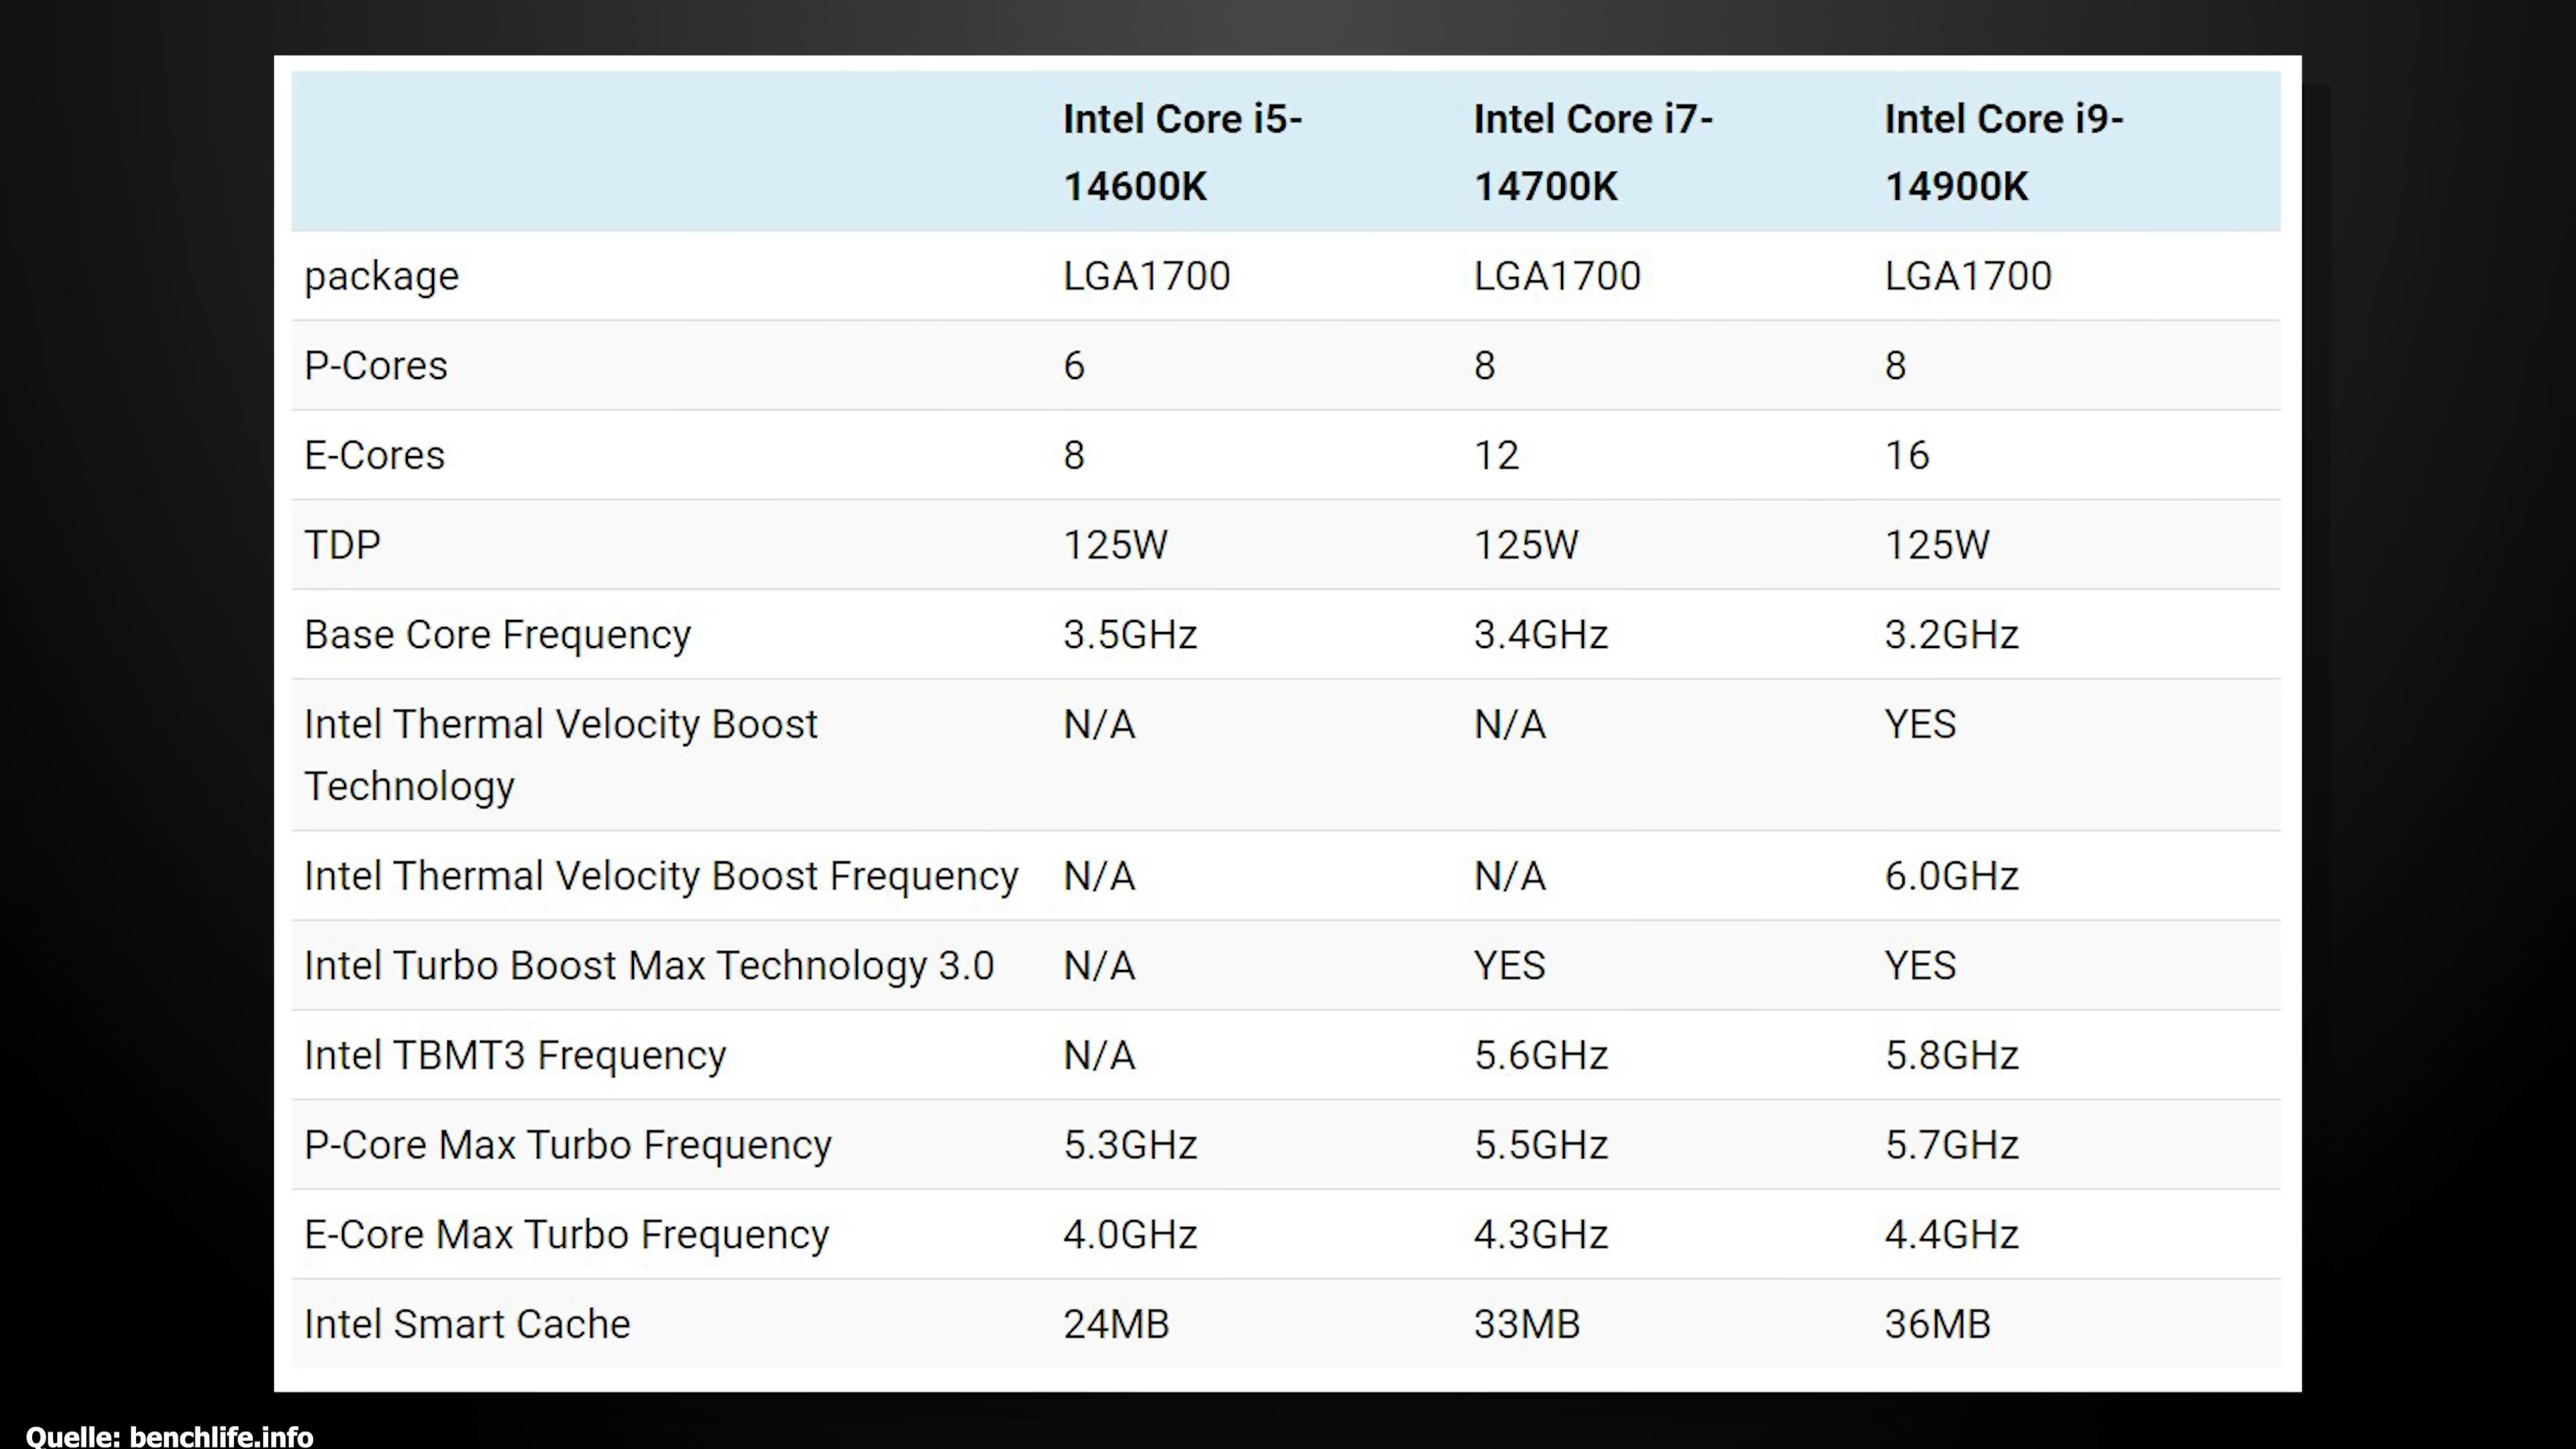 Intel Core i5- Intel Core i7- Intel Core i9-
14600K 14700K 14900K
package LGA1700 LGA1700 LGA1700
P-Cores 6 8 8
E-Cores 8 12 16
TDP 125W 125W 125W
Base Core Frequency 3.5GHz 3.4GHz 3.2GHz
Intel Thermal Velocity Boost N/A N/A YES
Technology
Intel Thermal Velocity Boost Frequency N/A N/A 6.0GHz
Intel Turbo Boost Max Technology 3.0 N/A YES YES
Intel TBMT3 Frequency N/A 5.6GHz 5.8GHz
P-Core Max Turbo Frequency 5.3GHz 5.5GHz 5.7GHz
E-Core Max Turbo Frequency 4.0GHz 4.3GHz 4.4GHz
Intel Smart Cache 24MB 33MB 36MB
Quelle: benchlife.info